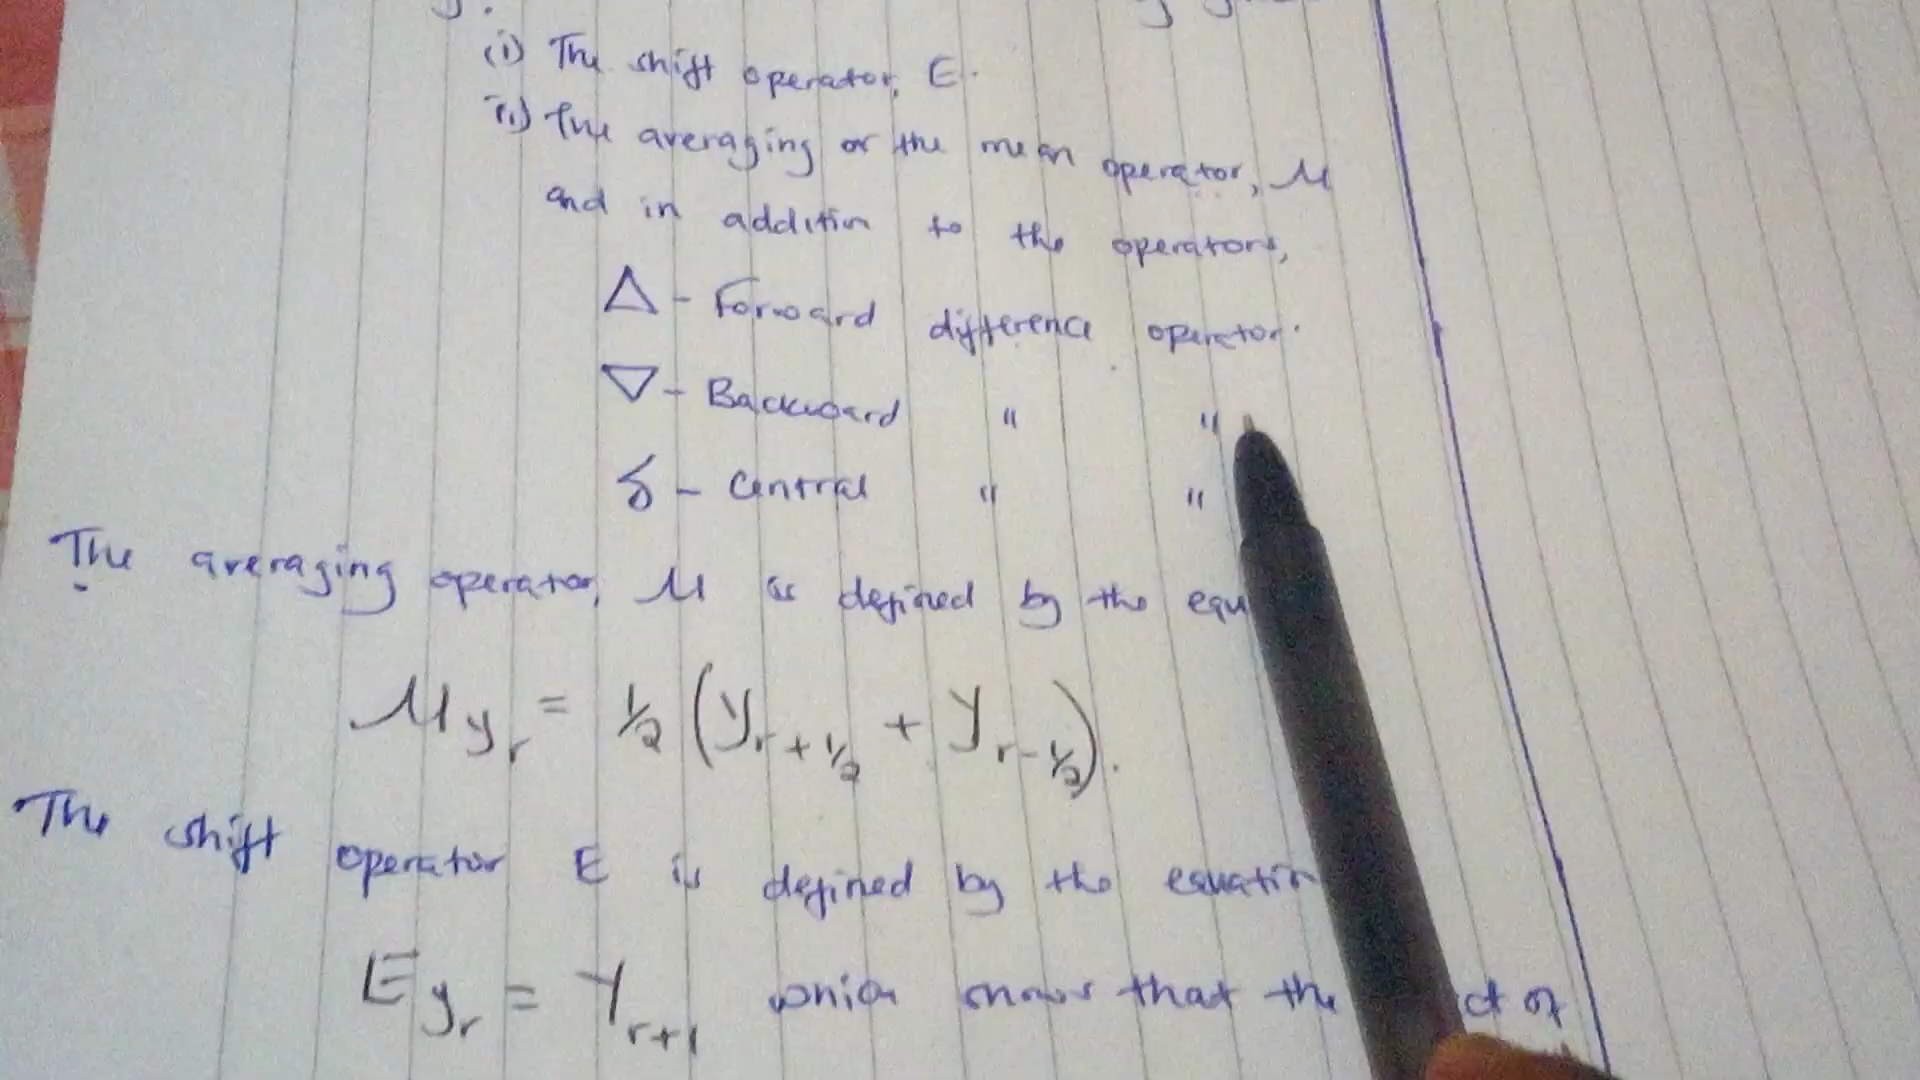 (i) The shift operator, E.
(ii) The averaging or the mean operator, μ
and in addition to the operators,
Δ - Forward difference operator.
∇ - Backward " "
δ - Central " "
The averaging operator, μ is defined by the equ
μy_r = 1/2 (y_{r+1/2} + y_{r-1/2}).
The shift operator E is defined by the equation
Ey_r = y_{r+1} which shows that the ct of